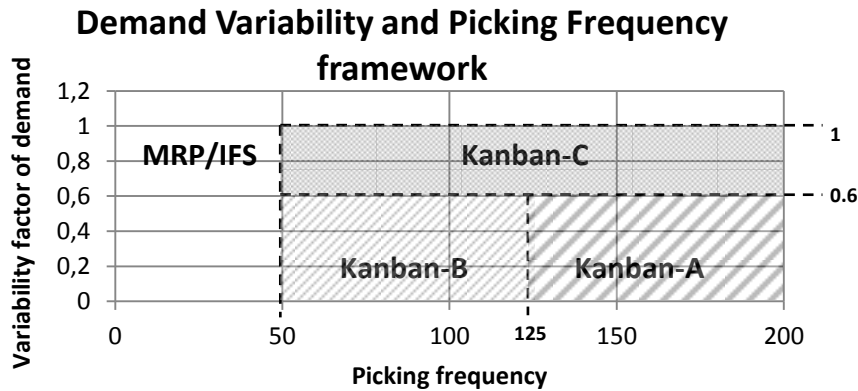 Demand Variability and Picking Frequency
framework
Variability factor of demand
1,2
1
0,8
0,6
0,4
0,2
0
MRP/IFS
Kanban-C
Kanban-B
Kanban-A
1
0.6
0
50
100
125
150
200
Picking frequency